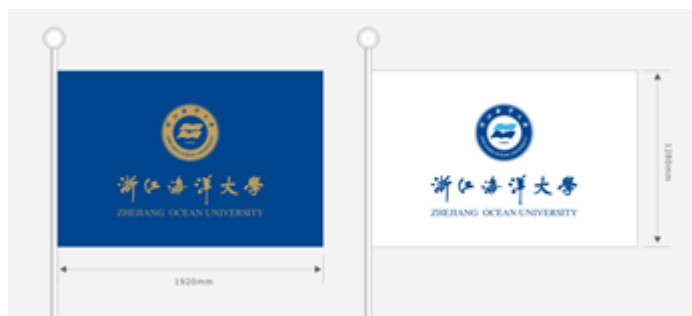 浙江海洋大學
ZHEJIANG OCEAN UNIVERSITY
1920mm
浙江海洋大學
ZHEJIANG OCEAN UNIVERSITY
1280mm